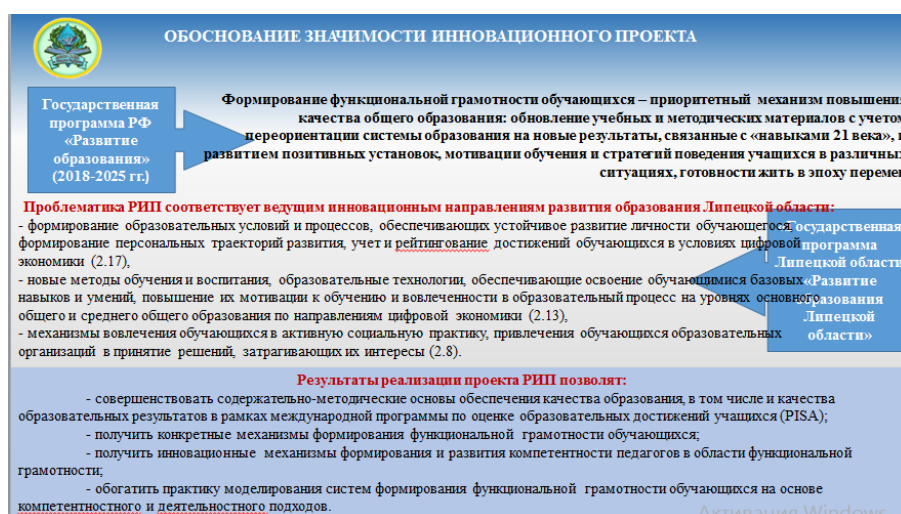 ОБОСНОВАНИЕ ЗНАЧИМОСТИ ИННОВАЦИОННОГО ПРОЕКТА
Государственная
программа РФ
«Развитие
образования»
(2018-2025 гг.)
Формирование функциональной грамотности обучающихся – приоритетный механизм повышени
качества общего образования: обновление учебных и методических материалов с учетом
переориентации системы образования на новые результаты, связанные с «навыками 21 века»,
развитием позитивных установок, мотивации обучения и стратегий поведения учащихся в различных
ситуациях, готовности жить в эпоху перемен
Проблематика РИП соответствует ведущим инновационным направлениям развития образования Липецкой области:
- формирование образовательных условий и процессов, обеспечивающих устойчивое развитие личности обучающегося,
формирование персональных траекторий развития, учет и рейтингование достижений обучающихся в условиях цифровой
экономики (2.17),
- новые методы обучения и воспитания, образовательные технологии, обеспечивающие освоение обучающимися базовых
навыков и умений, повышение их мотивации к обучению и вовлеченности в образовательный процесс на уровнях основного
общего и среднего общего образования по направлениям цифровой экономики (2.13),
- механизмы вовлечения обучающихся в активную социальную практику, привлечения обучающихся образовательных
организаций в принятие решений, затрагивающих их интересы (2.8).
Государственная
программа
Липецкой области
«Развитие
образования
Липецкой
области»
Результаты реализации проекта РИП позволят:
- совершенствовать содержательно-методические основы обеспечения качества образования, в том числе и качества
образовательных результатов в рамках международной программы по оценке образовательных достижений учащихся (PISA);
- получить конкретные механизмы формирования функциональной грамотности обучающихся;
- получить инновационные механизмы формирования и развития компетентности педагогов в области функциональной
грамотности;
- обогатить практику моделирования систем формирования функциональной грамотности обучающихся на основе
компетентностного и деятельностного подходов.
Активация Windows